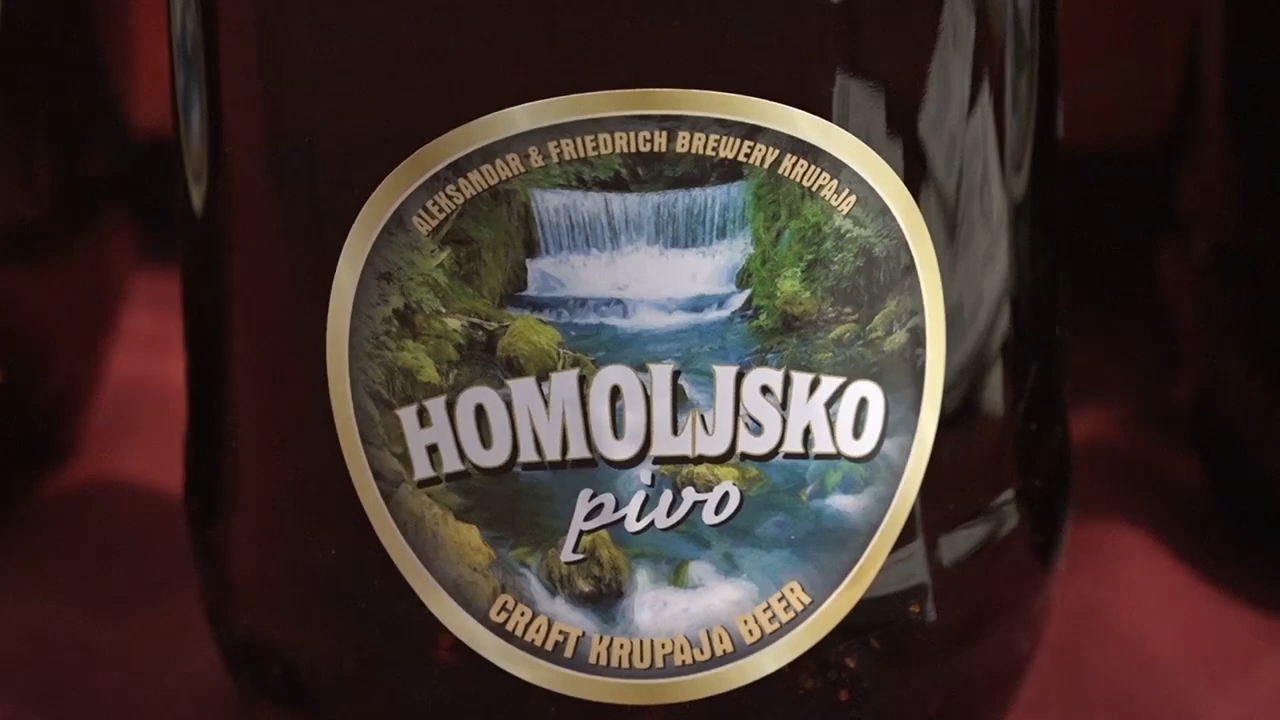 ALEKSANDAR & FRIEDRICH BREWERY KRUPAJA
HOMOLJSKO
pivo
CRAFT KRUPAJA BEER